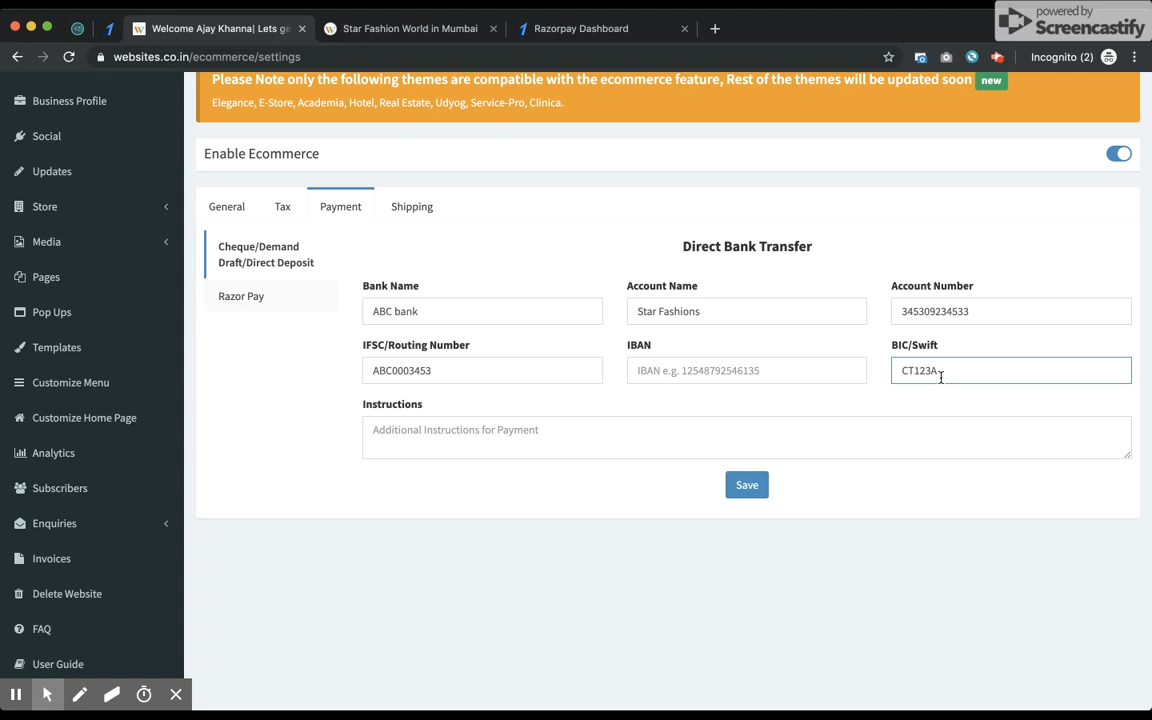 powered by
Screencastify
Welcome Ajay Khanna| Lets ge
Star Fashion World in Mumbai
Razorpay Dashboard
websites.co.in/ecommerce/settings
Incognito (2)
Please Note only the following themes are compatible with the ecommerce feature, Rest of the themes will be updated soon new
Elegance, E-Store, Academia, Hotel, Real Estate, Udyog, Service-Pro, Clinica.
Business Profile
Social
Updates
Store
Media
Pages
Pop Ups
Templates
Customize Menu
Customize Home Page
Analytics
Subscribers
Enquiries
Invoices
Delete Website
FAQ
User Guide
Enable Ecommerce
General
Tax
Payment
Shipping
Cheque/Demand
Draft/Direct Deposit
Razor Pay
Direct Bank Transfer
Bank Name
Account Name
Account Number
ABC bank
Star Fashions
345309234533
IFSC/Routing Number
IBAN
BIC/Swift
ABC0003453
IBAN e.g. 12548792546135
CT123A
Instructions
Additional Instructions for Payment
Save